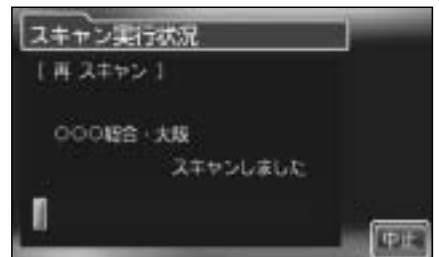 スキャン実行状況
[ 再 スキャン ]
○○○総合・大阪
スキャンしました
中止